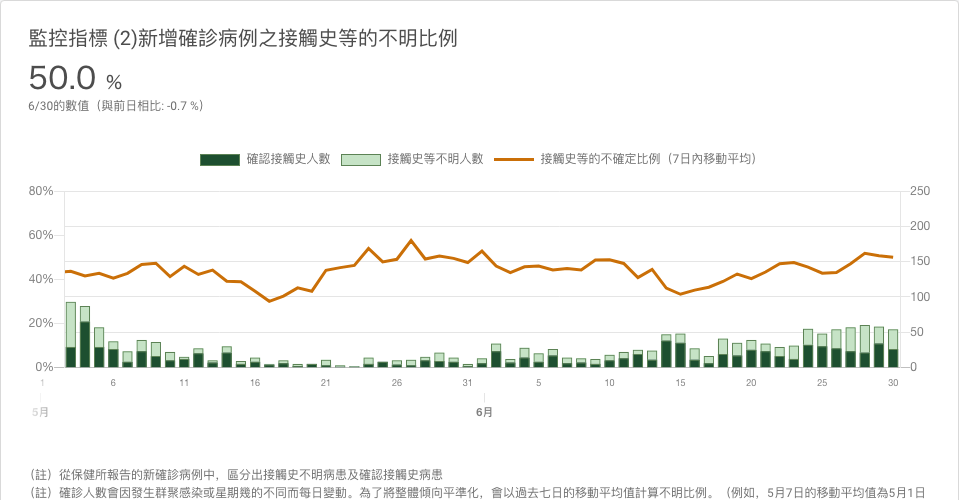 監控指標 (2)新增確診病例之接觸史等的不明比例
50.0 %
6/30的數值（與前日相比: -0.7 %）
確認接觸史人數 接觸史等不明人數 接觸史等的不確定比例（7日內移動平均）
80% 250
200
60%
150
40%
100
20%
50
0% 0
1 6 11 16 21 26 31 5 10 15 20 25 30
5月 6月
（註）從保健所報告的新確診病例中，區分出接觸史不明病患及確認接觸史病患
（註）確診人數會因發生群聚感染或星期幾的不同而每日變動。為了將整體傾向平準化，會以過去七日的移動平均值計算不明比例。（例如，5月7日的移動平均值為5月1日